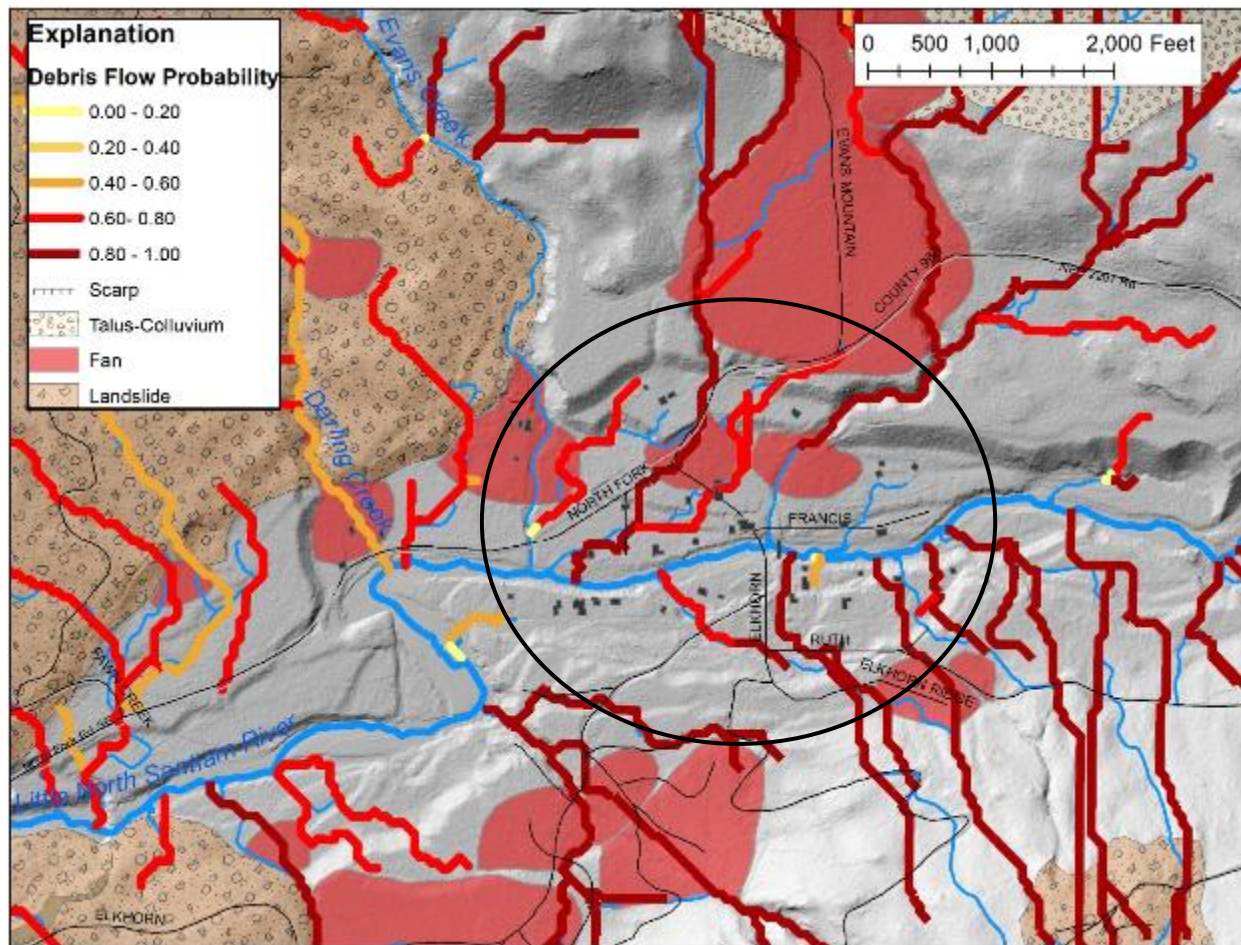 Explanation
Debris Flow Probability
0.00 - 0.20
0.20 - 0.40
0.40 - 0.60
0.60- 0.80
0.80 - 1.00
Scarp
Talus-Colluvium
Fan
Landslide
0 500 1,000 2,000 Feet
Evans Creek
EVANS MOUNTAIN
COUNTY
Darling Creek
NORTH FORK
FRANCIS
ELKHORN
RUTH
ELKHORN RIDGE
FAWN CREEK
Little North Santiam River
ELKHORN